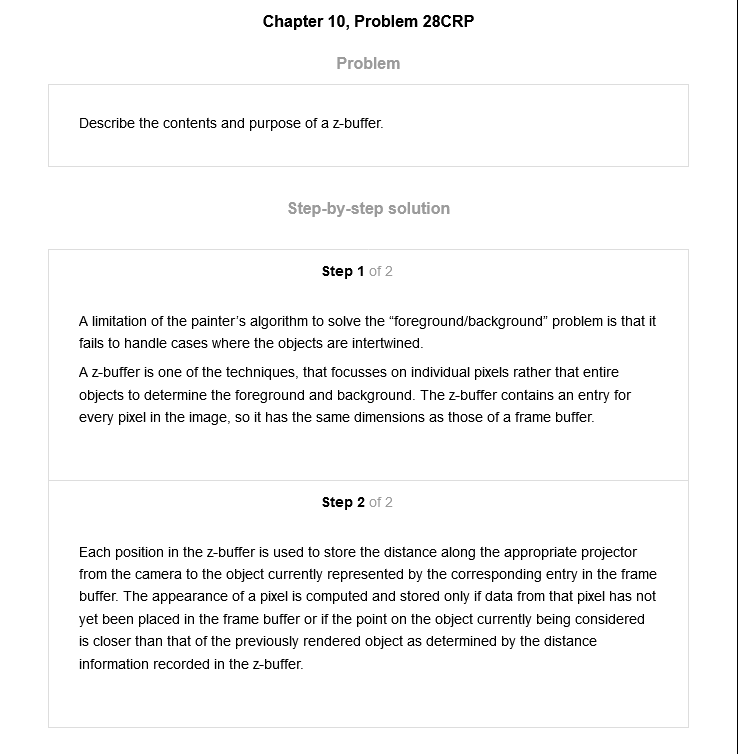 Chapter 10, Problem 28CRP
Problem
Describe the contents and purpose of a z-buffer.
Step-by-step solution
Step 1 of 2
A limitation of the painter's algorithm to solve the “foreground/background” problem is that it
fails to handle cases where the objects are intertwined.
A z-buffer is one of the techniques, that focusses on individual pixels rather that entire
objects to determine the foreground and background. The z-buffer contains an entry for
every pixel in the image, so it has the same dimensions as those of a frame buffer.
Step 2 of 2
Each position in the z-buffer is used to store the distance along the appropriate projector
from the camera to the object currently represented by the corresponding entry in the frame
buffer. The appearance of a pixel is computed and stored only if data from that pixel has not
yet been placed in the frame buffer or if the point on the object currently being considered
is closer than that of the previously rendered object as determined by the distance
information recorded in the z-buffer.